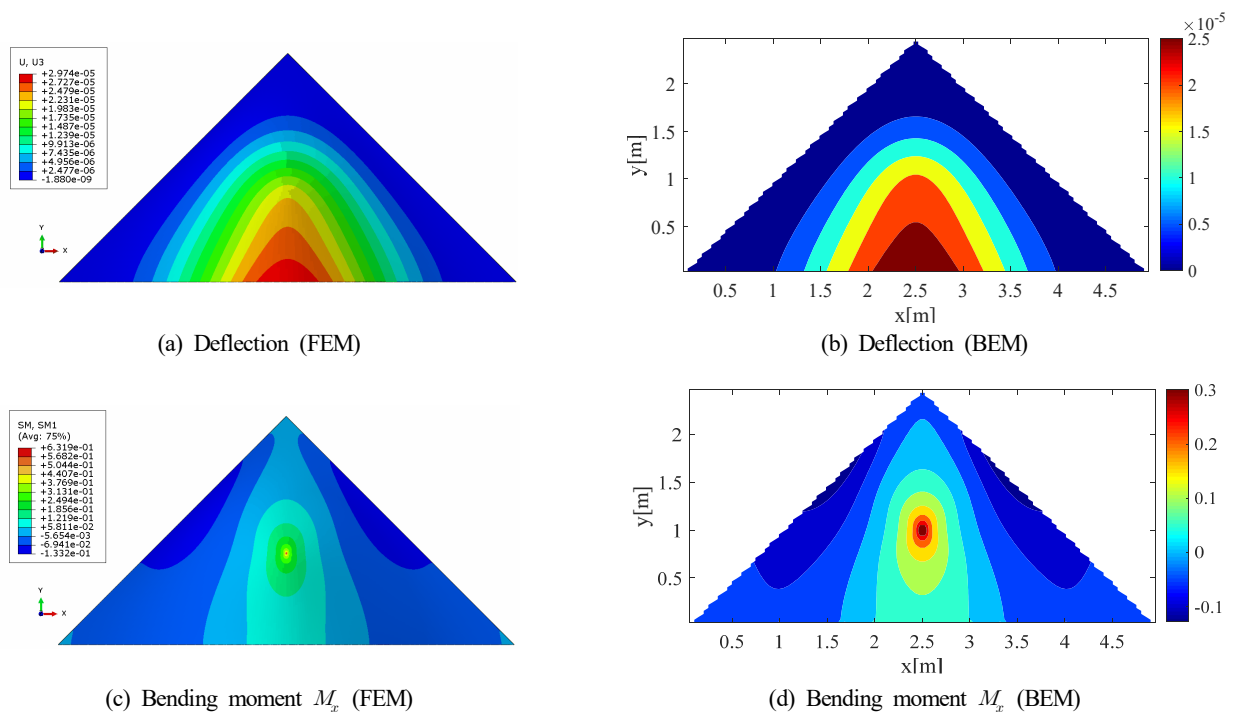 U, U3
+2.974e-05
+2.727e-05
+2.479e-05
+2.231e-05
+1.983e-05
+1.735e-05
+1.487e-05
+1.239e-05
+9.913e-06
+7.435e-06
+4.956e-06
+2.477e-06
-1.880e-09
Y
X
(a) Deflection (FEM)
×10⁻⁵
2.5
2
1.5
1
0.5
0
y[m]
2
1.5
1
0.5
0.5 1 1.5 2 2.5 3 3.5 4 4.5
x[m]
(b) Deflection (BEM)
SM, SM1
(Avg: 75%)
+6.319e-01
+5.682e-01
+5.044e-01
+4.407e-01
+3.769e-01
+3.131e-01
+2.494e-01
+1.856e-01
+1.219e-01
+5.811e-02
-5.654e-03
-6.941e-02
-1.332e-01
Y
X
(c) Bending moment Mₓ (FEM)
0.3
0.2
0.1
0
-0.1
y[m]
2
1.5
1
0.5
0.5 1 1.5 2 2.5 3 3.5 4 4.5
x[m]
(d) Bending moment Mₓ (BEM)